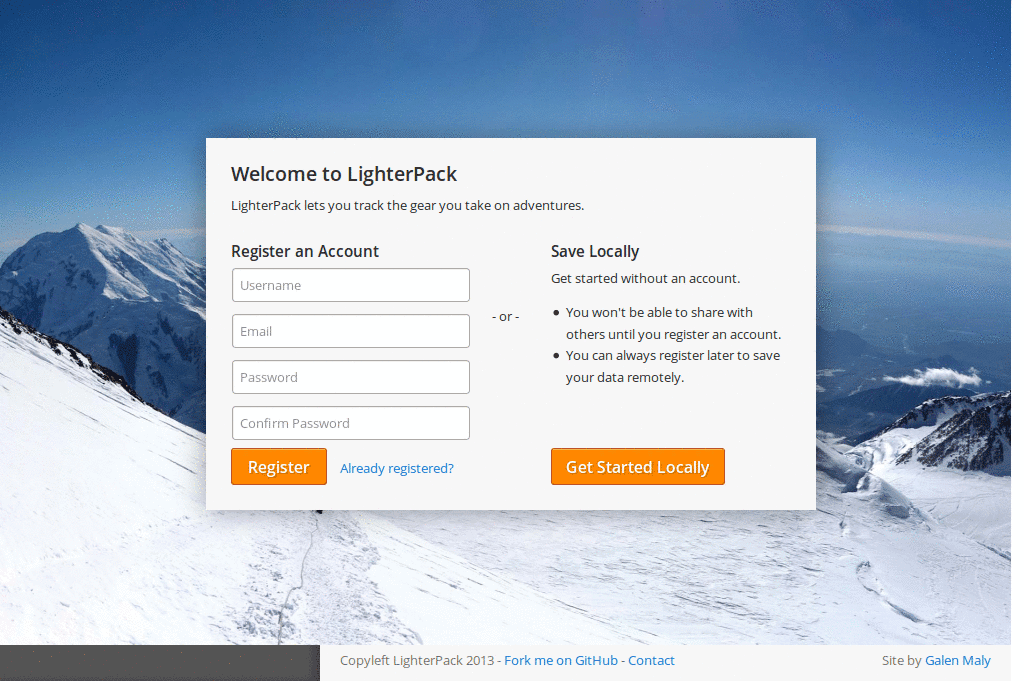 Welcome to LighterPack
LighterPack lets you track the gear you take on adventures.
Register an Account
Username
Email
Password
Confirm Password
Register
Already registered?
- or -
Save Locally
Get started without an account.
• You won't be able to share with
others until you register an account.
• You can always register later to save
your data remotely.
Get Started Locally
Copyleft LighterPack 2013 - Fork me on GitHub - Contact
Site by Galen Maly